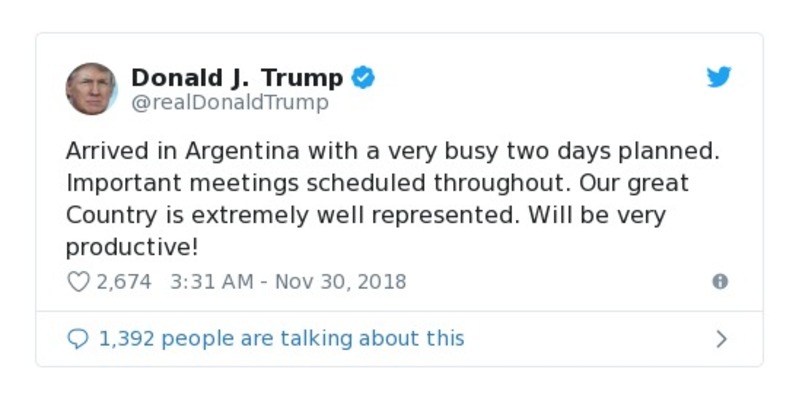 Donald J. Trump
@realDonaldTrump
Arrived in Argentina with a very busy two days planned.
Important meetings scheduled throughout. Our great
Country is extremely well represented. Will be very
productive!
2,674 3:31 AM - Nov 30, 2018
1,392 people are talking about this